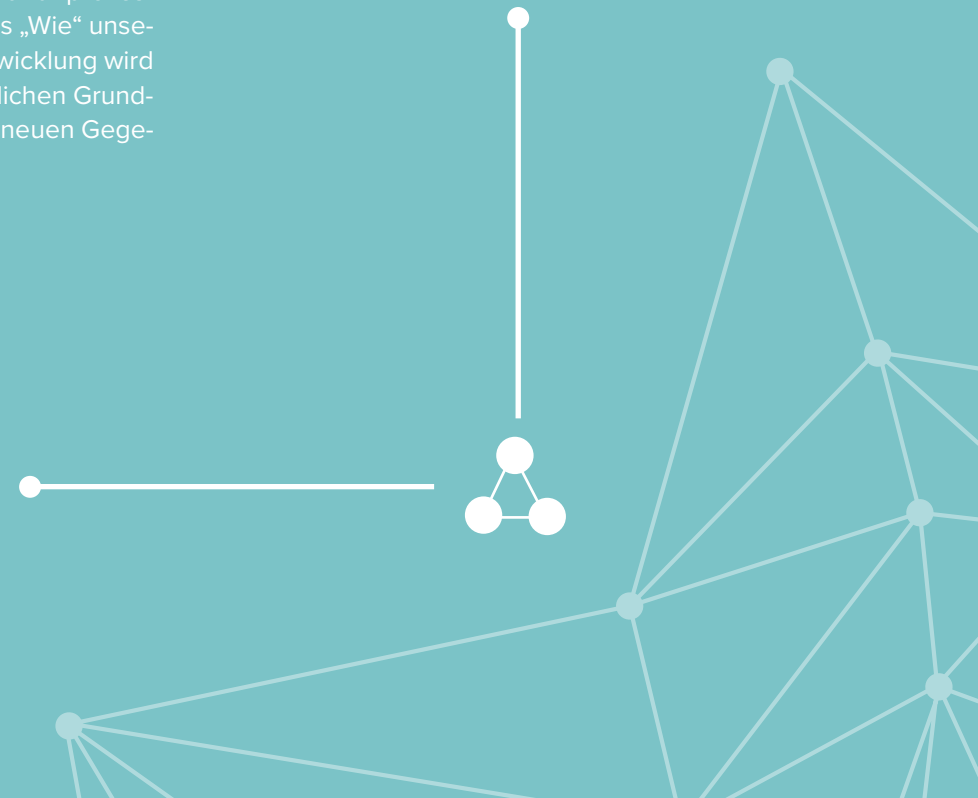 s „Wie“ unse-
wicklung wird
lichen Grund-
neuen Gege-